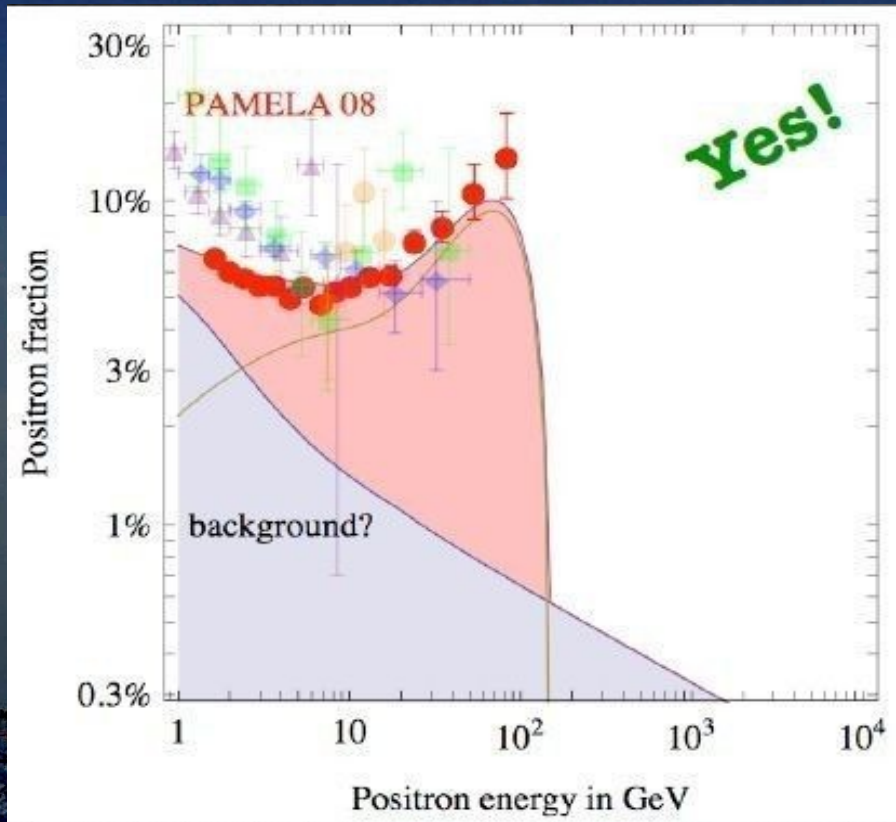 30%
PAMELA 08
Yes!
10%
Positron fraction
3%
1%
background?
0.3%
1 10 10² 10³ 10⁴
Positron energy in GeV